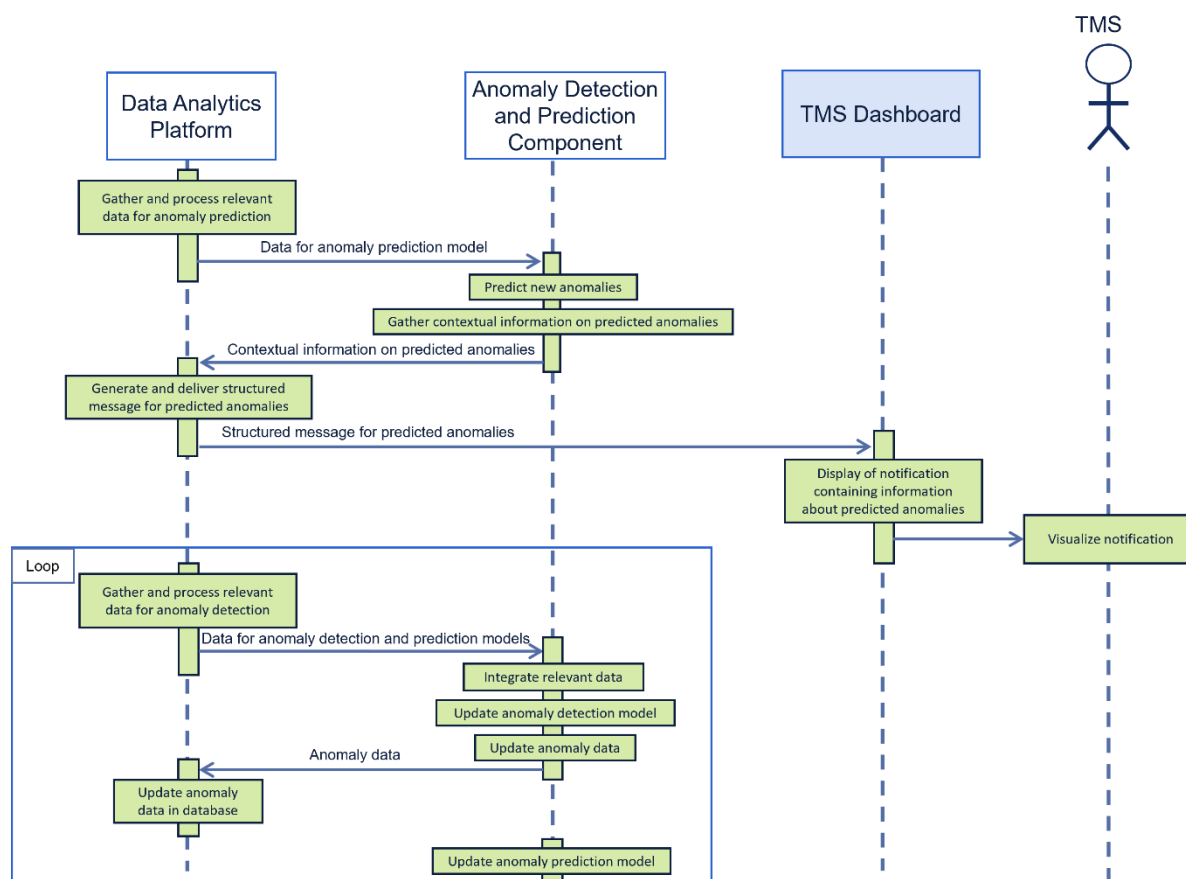 TMS
Data Analytics
Platform
Anomaly Detection
and Prediction
Component
TMS Dashboard
Gather and process relevant
data for anomaly prediction
Data for anomaly prediction model
Predict new anomalies
Gather contextual information on predicted anomalies
Contextual information on predicted anomalies
Generate and deliver structured
message for predicted anomalies
Structured message for predicted anomalies
Display of notification
containing information
about predicted anomalies
Visualize notification
Loop
Gather and process relevant
data for anomaly detection
Data for anomaly detection and prediction models
Integrate relevant data
Update anomaly detection model
Update anomaly data
Anomaly data
Update anomaly
data in database
Update anomaly prediction model